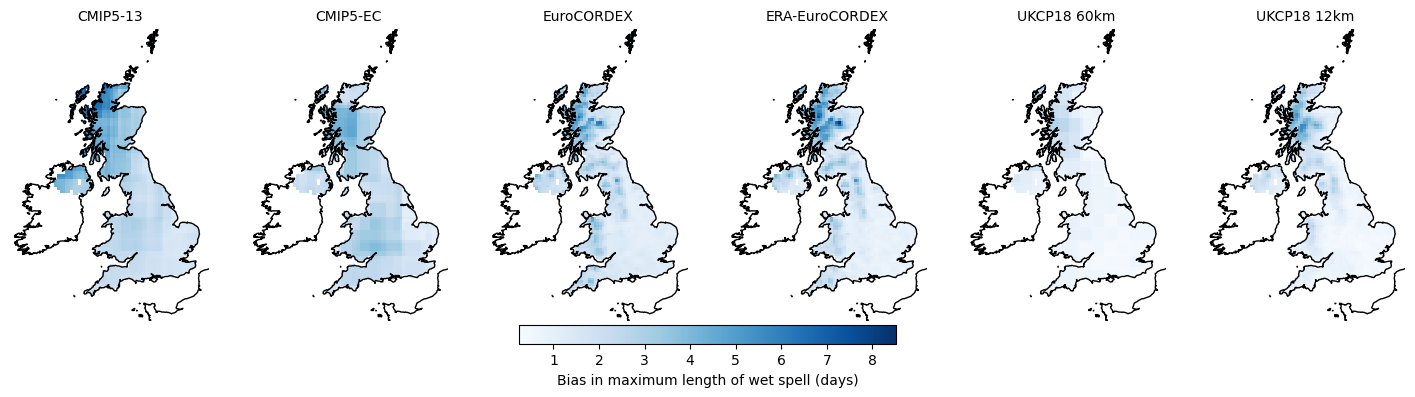 CMIP5-13 CMIP5-EC EuroCORDEX ERA-EuroCORDEX UKCP18 60km UKCP18 12km
1 2 3 4 5 6 7 8
Bias in maximum length of wet spell (days)